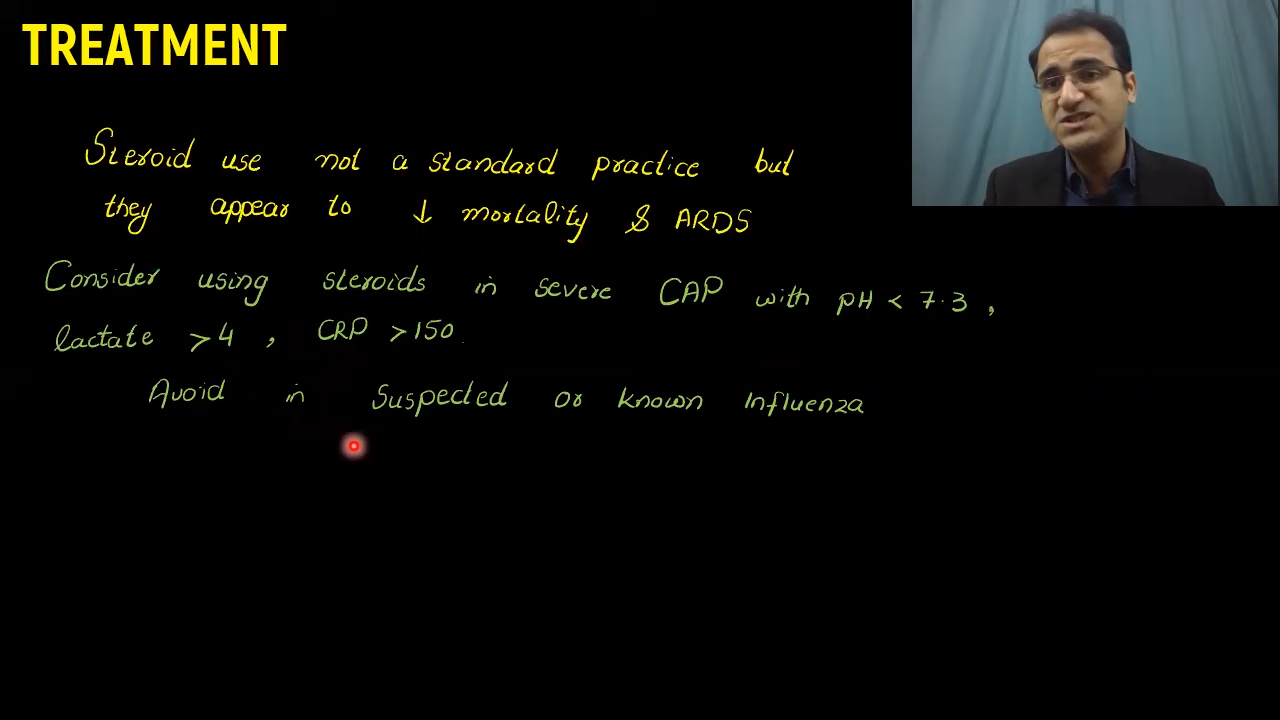 TREATMENT
Steroid use not a standard practice but
they appear to ↓ mortality & ARDS
Consider using steroids in severe CAP with pH < 7.3 ,
lactate > 4 , CRP > 150
Avoid in Suspected or known Influenza